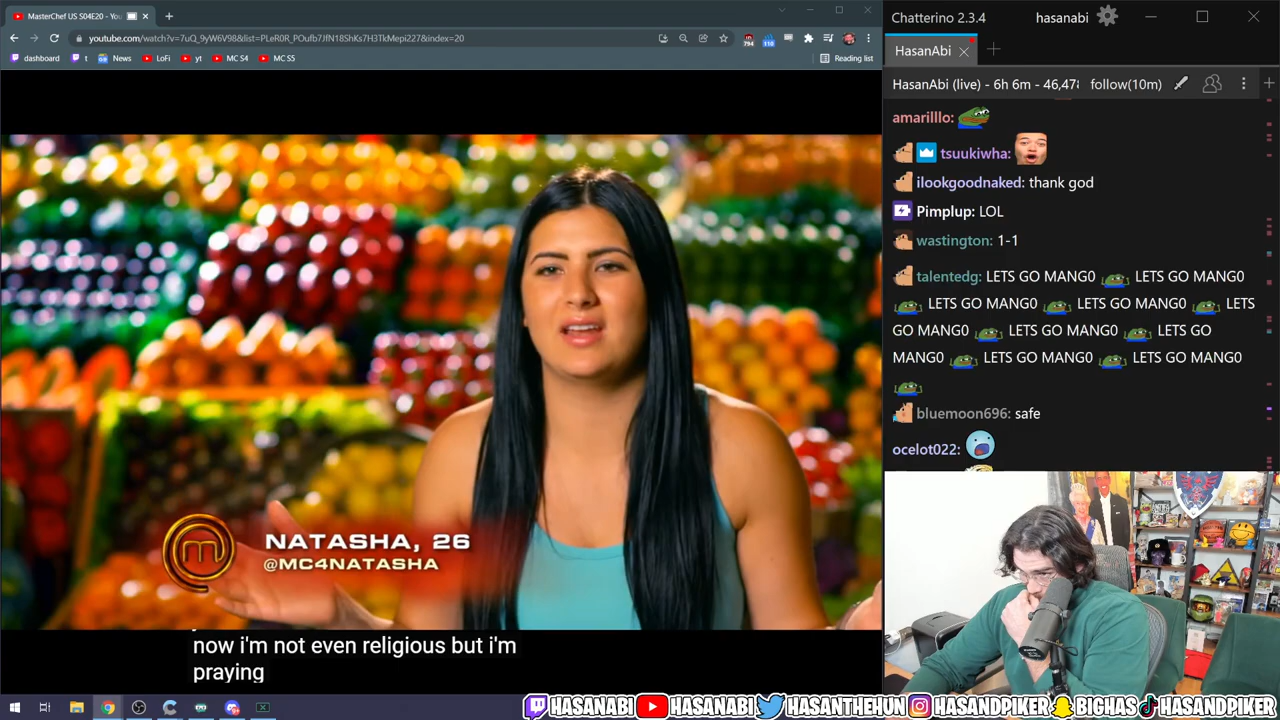 MasterChef US S04E20 - You
youtube.com/watch?v=7uQ_9yW6V98&list=PLeR0R_POufb7JfN18ShKs7H3TkMepi227&index=20
794
110
dashboard
t
News
LoFi
yt
MC S4
MC S5
Reading list
NATASHA, 26
@MC4NATASHA
now i'm not even religious but i'm
praying
Chatterino 2.3.4
hasanabi
HasanAbi
HasanAbi (live) - 6h 6m - 46,478
follow(10m)
amarilllo:
tsuukiwha:
ilookgoodnaked: thank god
Pimplup: LOL
wastington: 1-1
talentedg: LETS GO MANG0 LETS GO MANG0
LETS GO MANG0 LETS GO MANG0 LETS
GO MANG0 LETS GO MANG0 LETS GO
MANG0 LETS GO MANG0 LETS GO MANG0
bluemoon696: safe
ocelot022:
HASANABI HASANABI HASANTHEHUN HASANDPIKER BIGHAS HASANDPIKER